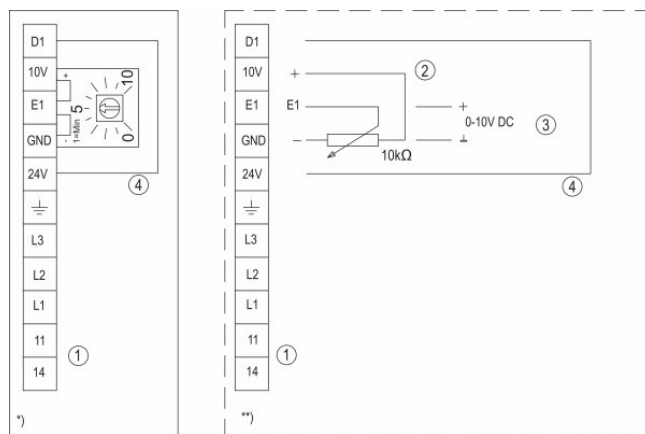 D1
10V
E1
GND
24V
L3
L2
L1
11
14
+
-
1=Min
0
5
10
④
①
*)
D1
10V
E1
GND
24V
L3
L2
L1
11
14
+
E1
−
10kΩ
②
+
0-10V DC
③
④
①
**)